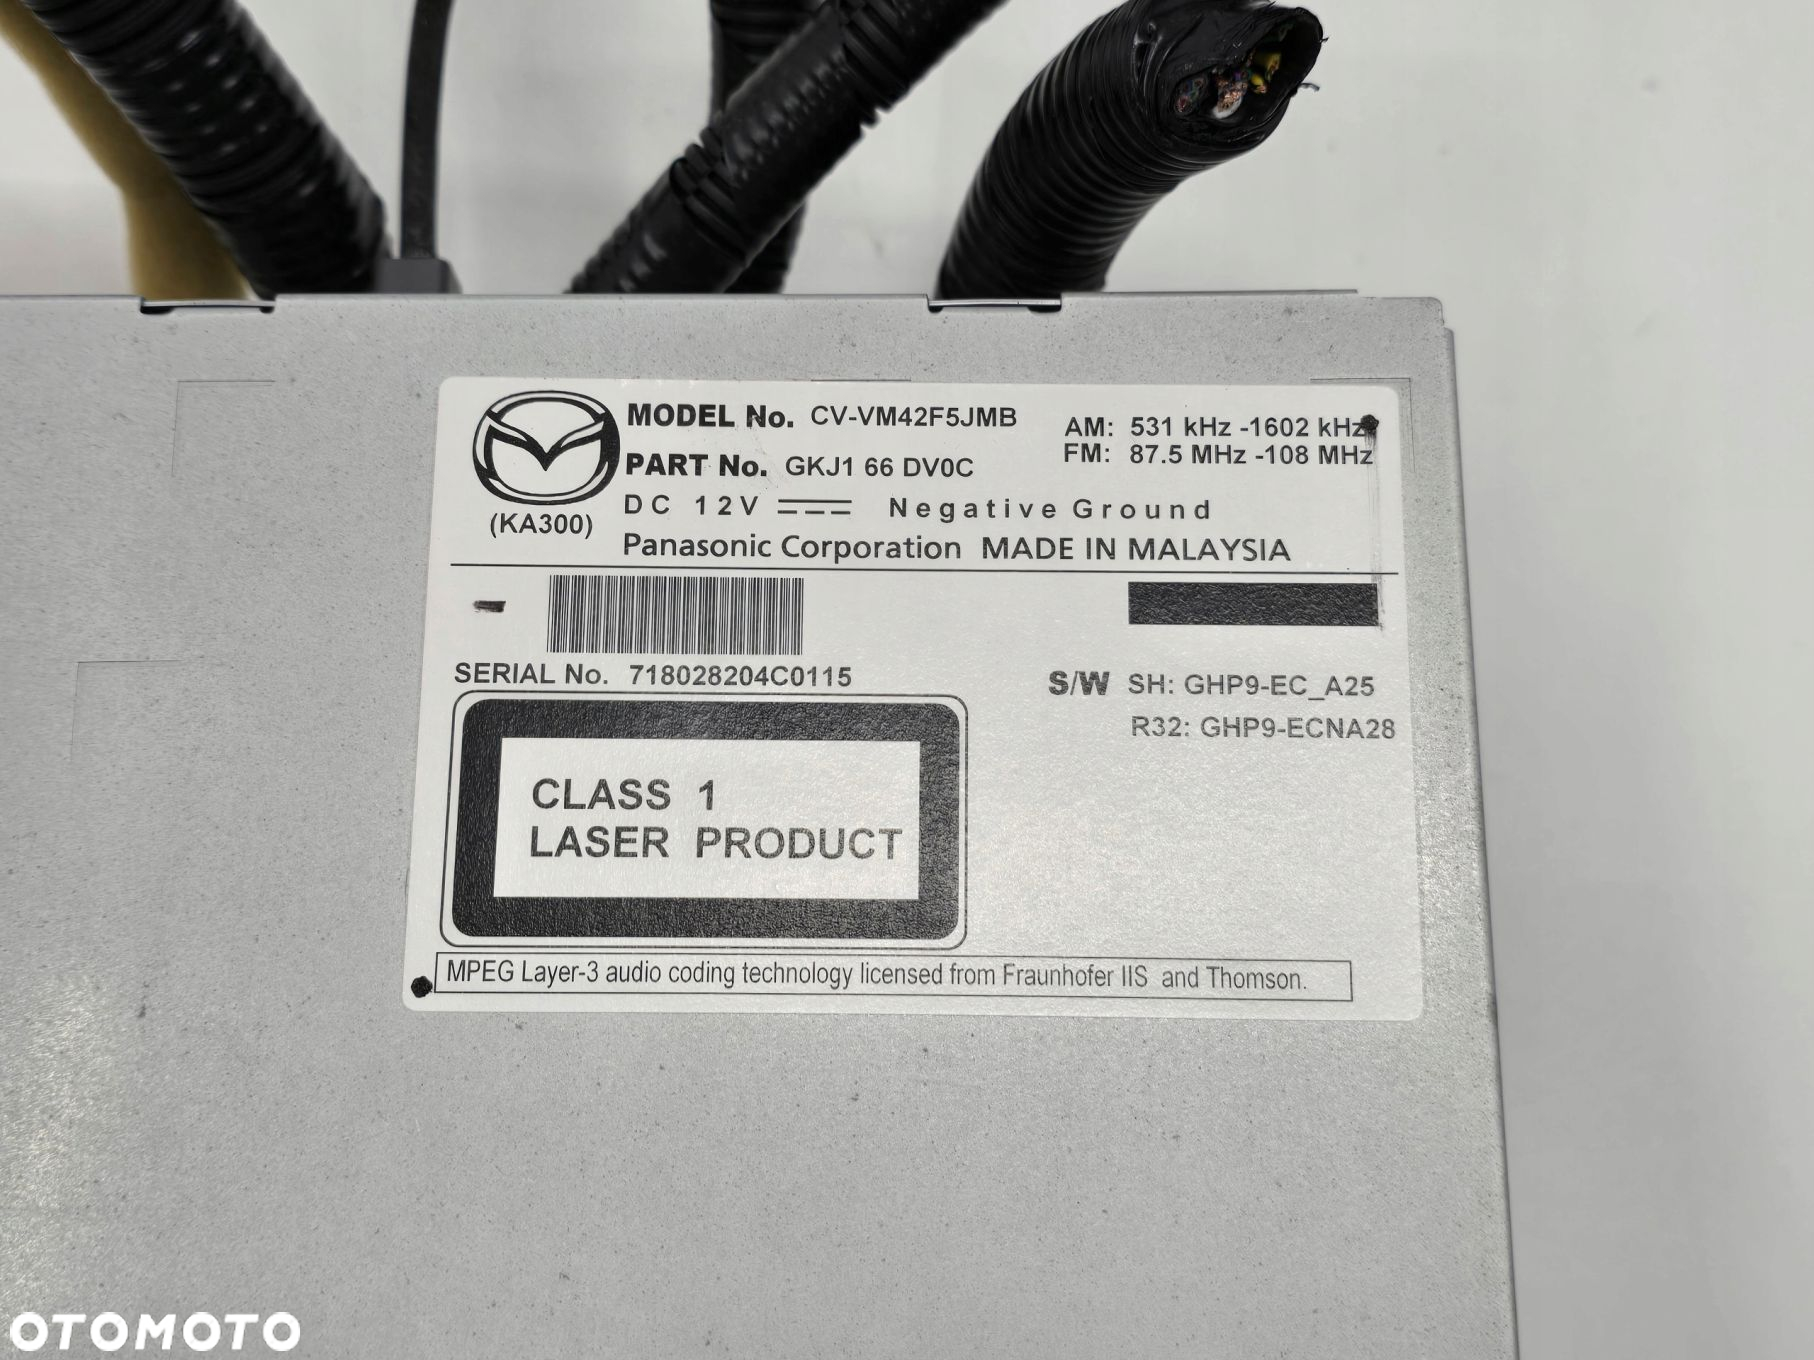 MODEL No. CV-VM42F5JMB
AM: 531 kHz -1602 kHz
PART No. GKJ1 66 DV0C
FM: 87.5 MHz -108 MHz
(KA300)
DC 12V Negative Ground
Panasonic Corporation MADE IN MALAYSIA
-
SERIAL No. 718028204C0115
S/W SH: GHP9-EC_A25
R32: GHP9-ECNA28
CLASS 1
LASER PRODUCT
MPEG Layer-3 audio coding technology licensed from Fraunhofer IIS and Thomson.
OTOMOTO